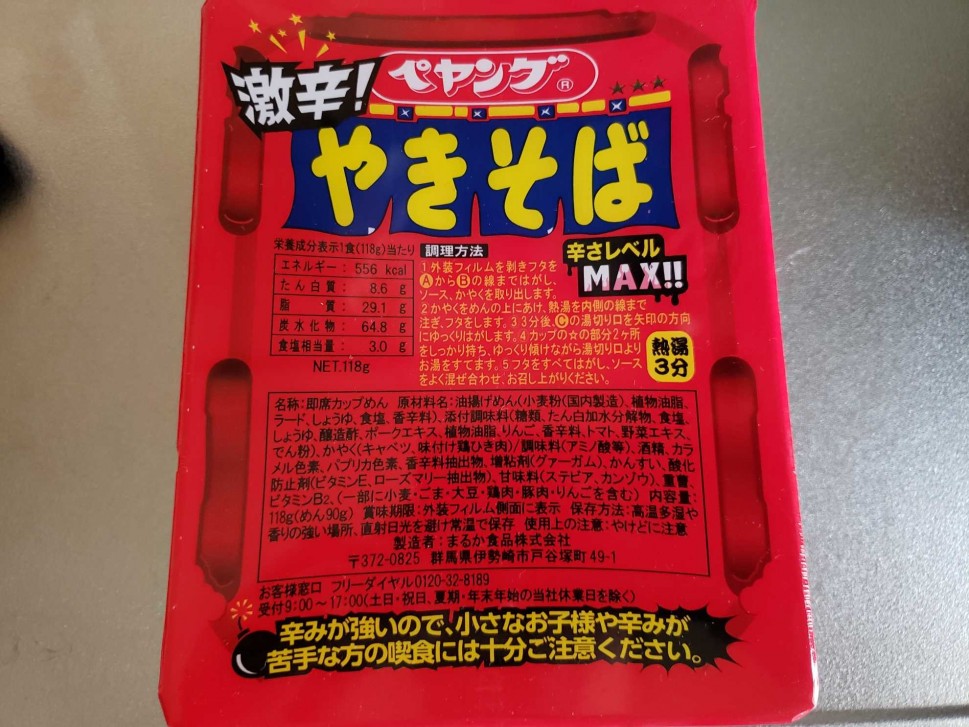 激辛!
ペヤング®
やきそば
栄養成分表示1食(118g)当たり
エネルギー: 556 kcal
たん白質: 8.6 g
脂質: 29.1 g
炭水化物: 64.8 g
食塩相当量: 3.0 g
NET.118g
調理方法
1外装フィルムを剥きフタを
ⒶからⒷの線まではがし、
ソース、かやくを取り出します。
2かやくをめんの上にあけ、熱湯を内側の線まで
注ぎ、フタをします。3 3分後、Ⓒの湯切り口を矢印の方向
にゆっくりはがします。4カップの☆の部分2ヶ所
をしっかり持ち、ゆっくり傾けながら湯切り口より
お湯をすてます。5フタをすべてはがし、ソース
をよく混ぜ合わせ、お召し上がりください。
辛さレベル
MAX!!
熱湯
3分
名称:即席カップめん 原材料名:油揚げめん(小麦粉(国内製造)、植物油脂、
ラード、しょうゆ、食塩、香辛料)、添付調味料(糖類、たん白加水分解物、食塩、
しょうゆ、醸造酢、ポークエキス、植物油脂、りんご、香辛料、トマト、野菜エキス、
でん粉)、かやく(キャベツ、味付け鶏ひき肉)/調味料(アミノ酸等)、酒精、カラ
メル色素、パプリカ色素、香辛料抽出物、増粘剤(グァーガム)、かんすい、酸化
防止剤(ビタミンE、ローズマリー抽出物)、甘味料(ステビア、カンゾウ)、重曹、
ビタミンB2、(一部に小麦・ごま・大豆・鶏肉・豚肉・りんごを含む) 内容量:
118g(めん90g) 賞味期限:外装フィルム側面に表示 保存方法:高温多湿や
香りの強い場所、直射日光を避け常温で保存 使用上の注意:やけどに注意
製造者:まるか食品株式会社
〒372-0825 群馬県伊勢崎市戸谷塚町49-1
お客様窓口 フリーダイヤル0120-32-8189
受付9:00~17:00(土日・祝日、夏期・年末年始の当社休業日を除く)
辛みが強いので、小さなお子様や辛みが
苦手な方の喫食には十分ご注意ください。